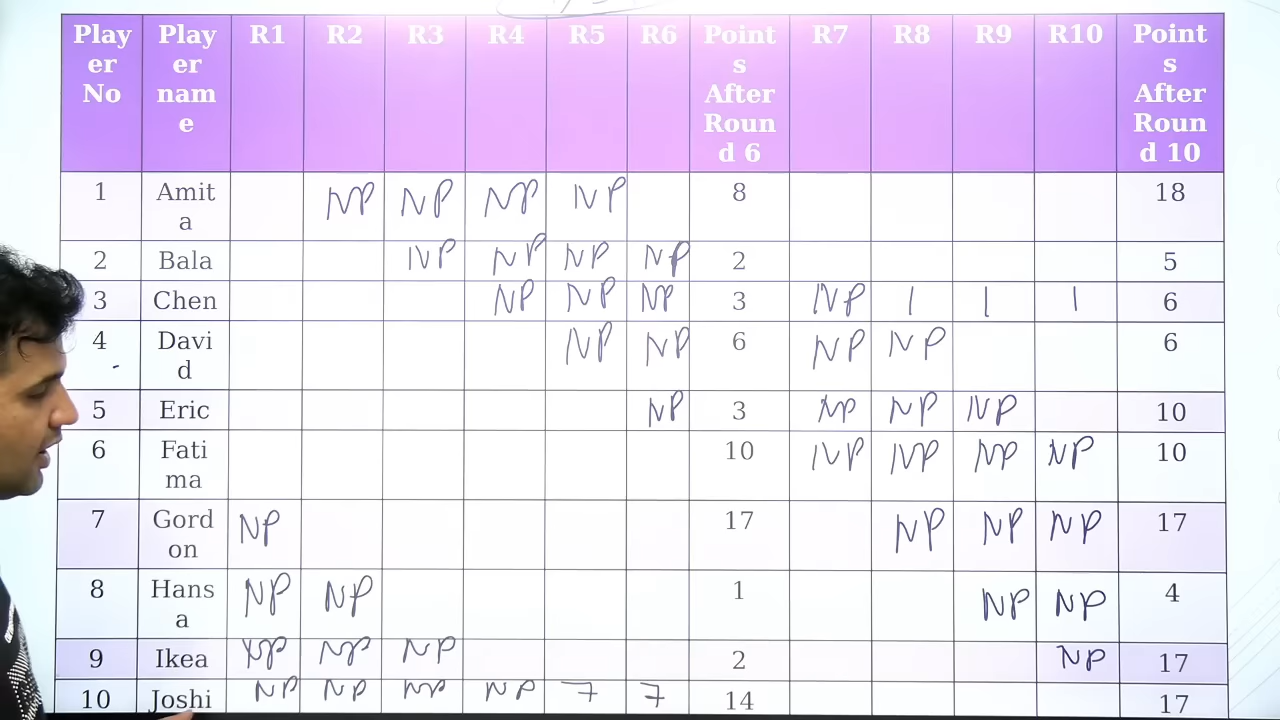 Player No Player name R1 R2 R3 R4 R5 R6 Points After Round 6 R7 R8 R9 R10 Points After Round 10
1 Amita NP NP NP NP 8 18
2 Bala NP NP NP NP 2 5
3 Chen NP NP NP 3 NP 1 1 1 6
4 David NP NP 6 NP NP 6
5 Eric NP 3 NP NP NP 10
6 Fatima 10 NP NP NP NP 10
7 Gordon NP 17 NP NP NP 17
8 Hansa NP NP 1 NP NP 4
9 Ikea NP NP NP 2 NP 17
10 Joshi NP NP NP NP 7 7 14 17